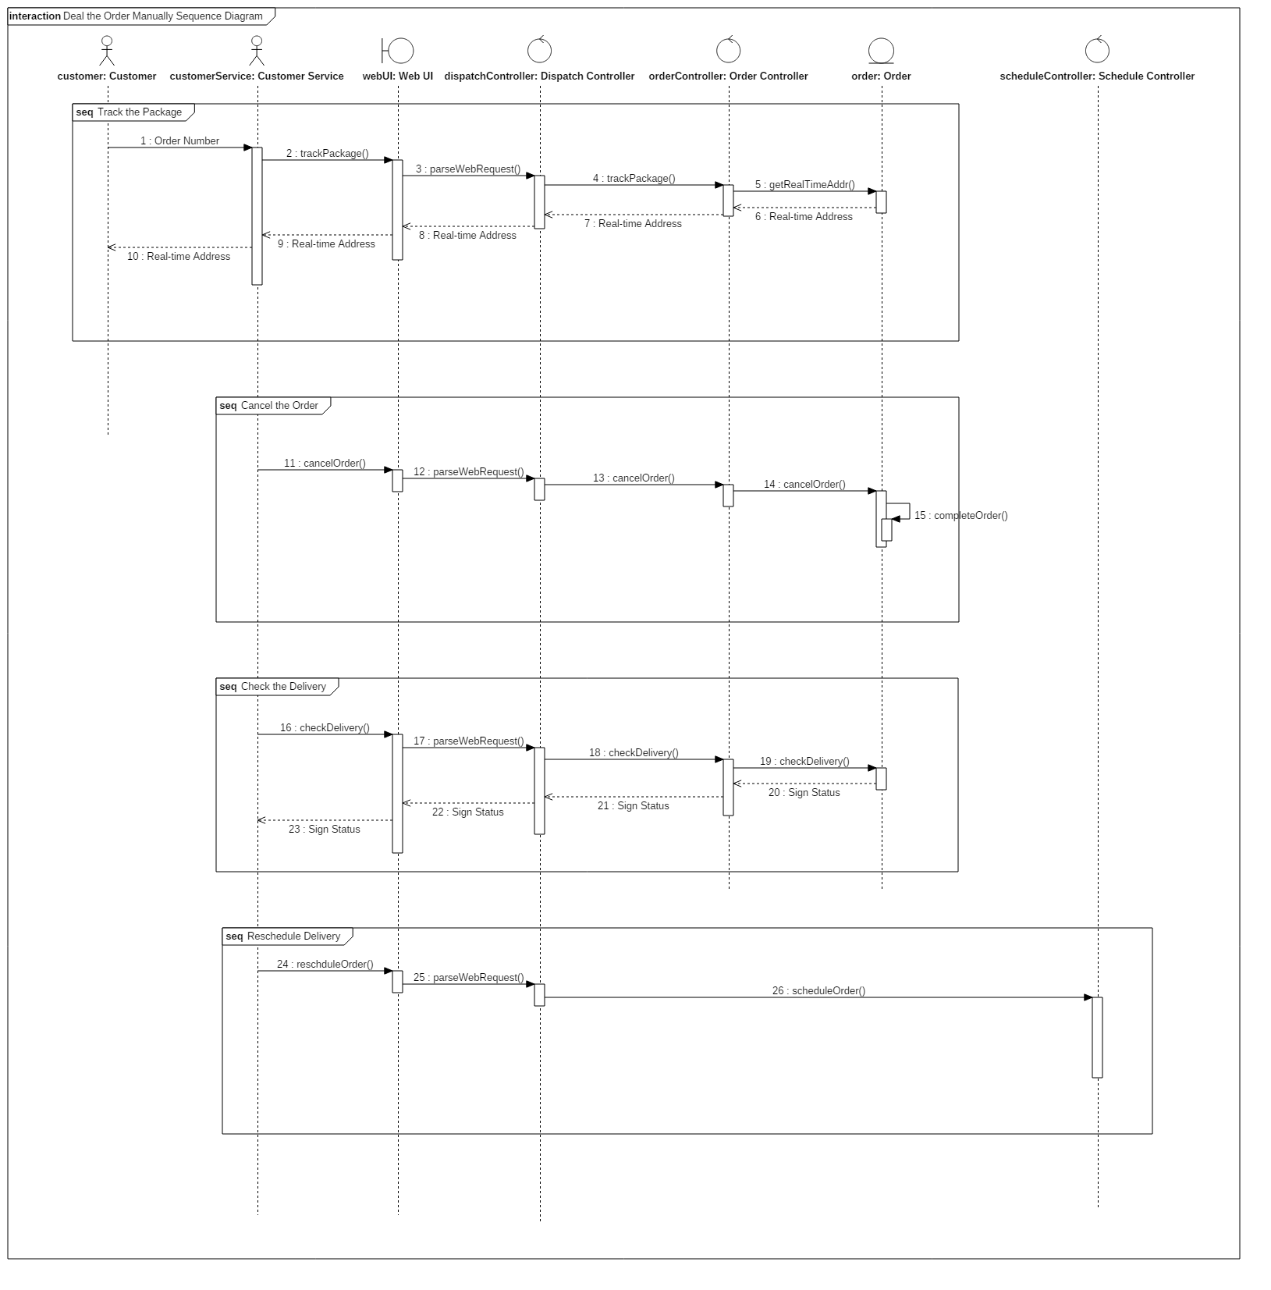 interaction Deal the Order Manually Sequence Diagram
customer: Customer
customerService: Customer Service
webUI: Web UI
dispatchController: Dispatch Controller
orderController: Order Controller
order: Order
scheduleController: Schedule Controller
seq Track the Package
1 : Order Number
2 : trackPackage()
3 : parseWebRequest()
4 : trackPackage()
5 : getRealTimeAddr()
6 : Real-time Address
7 : Real-time Address
8 : Real-time Address
9 : Real-time Address
10 : Real-time Address
seq Cancel the Order
11 : cancelOrder()
12 : parseWebRequest()
13 : cancelOrder()
14 : cancelOrder()
15 : completeOrder()
seq Check the Delivery
16 : checkDelivery()
17 : parseWebRequest()
18 : checkDelivery()
19 : checkDelivery()
20 : Sign Status
21 : Sign Status
22 : Sign Status
23 : Sign Status
seq Reschedule Delivery
24 : reschduleOrder()
25 : parseWebRequest()
26 : scheduleOrder()